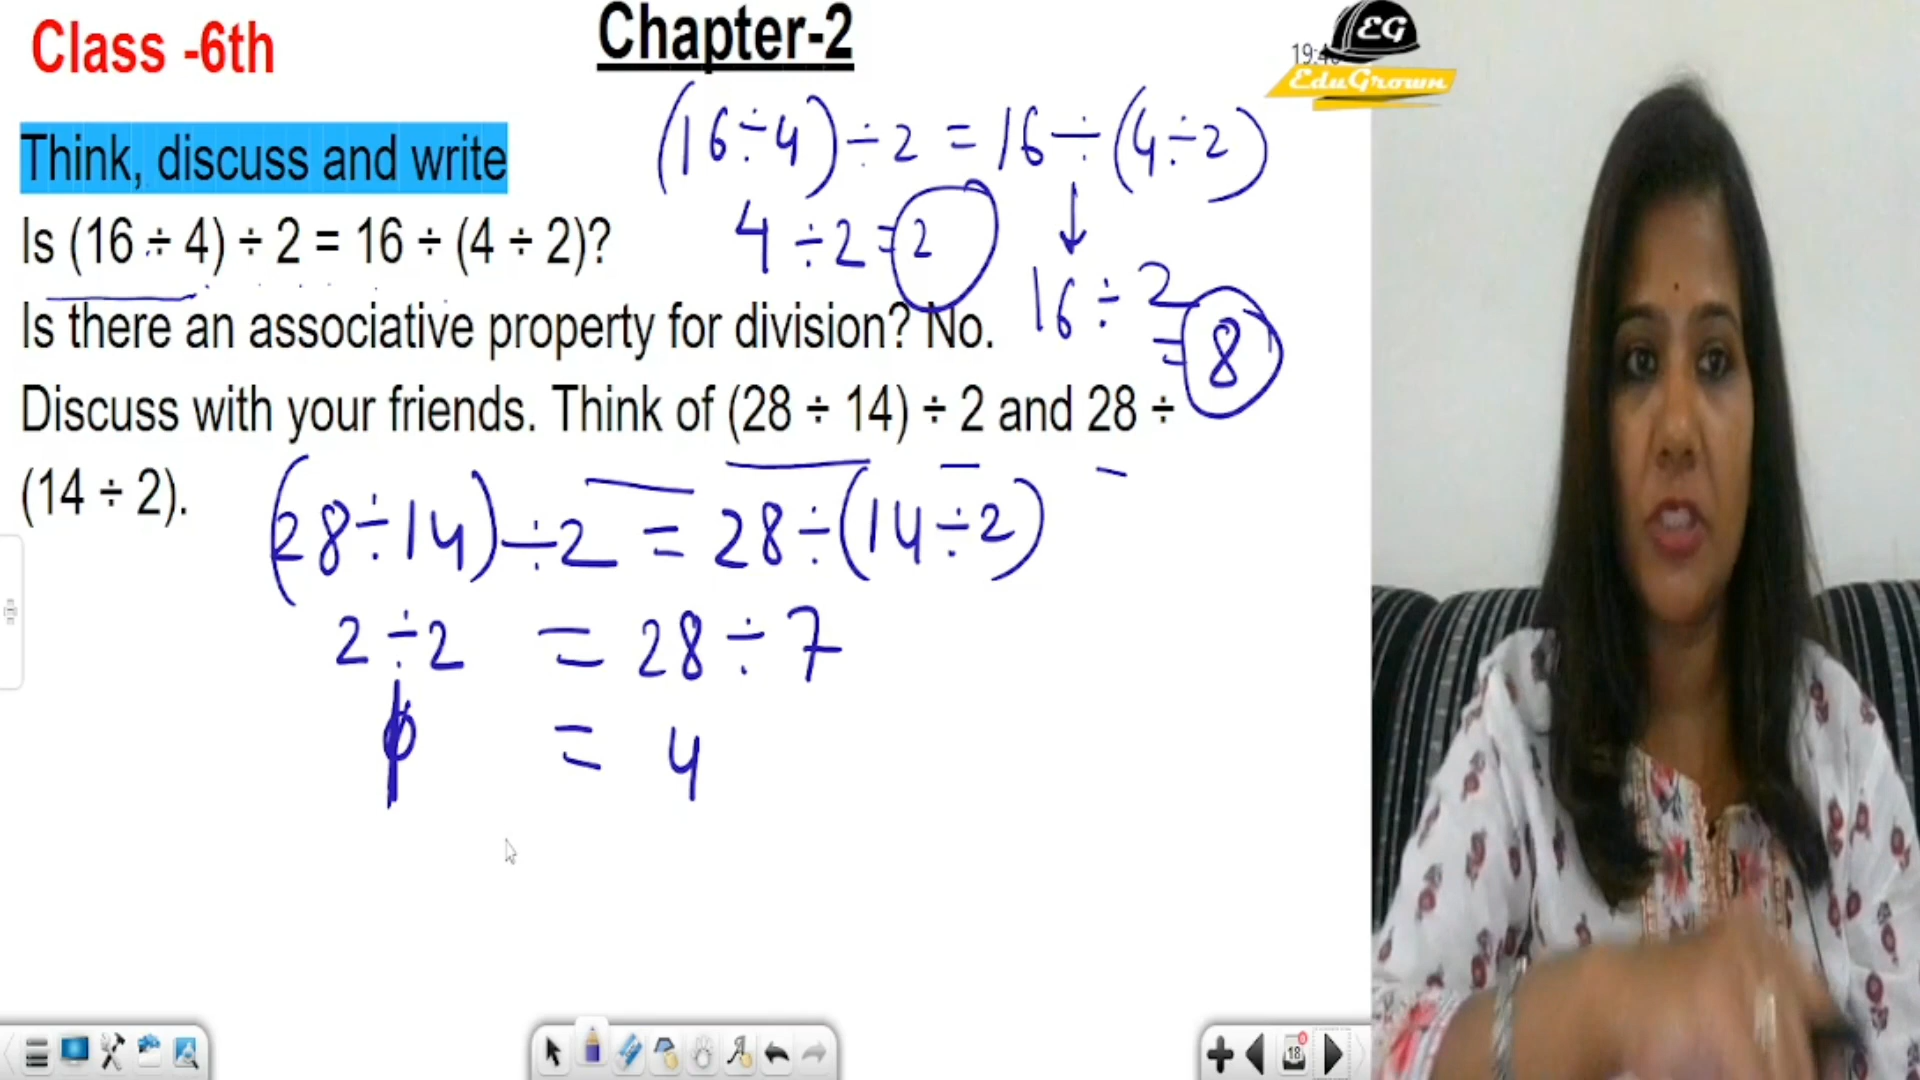 Class -6th
Chapter-2
EG
EduGrown
Think, discuss and write
(16÷4)÷2 = 16÷(4÷2)
Is (16 ÷ 4) ÷ 2 = 16 ÷ (4 ÷ 2)?
4÷2=2
16÷2
=8
Is there an associative property for division? No.
Discuss with your friends. Think of (28 ÷ 14) ÷ 2 and 28 ÷
(14 ÷ 2).
(28÷14)÷2 = 28÷(14÷2)
2÷2 = 28÷7
= 4
18